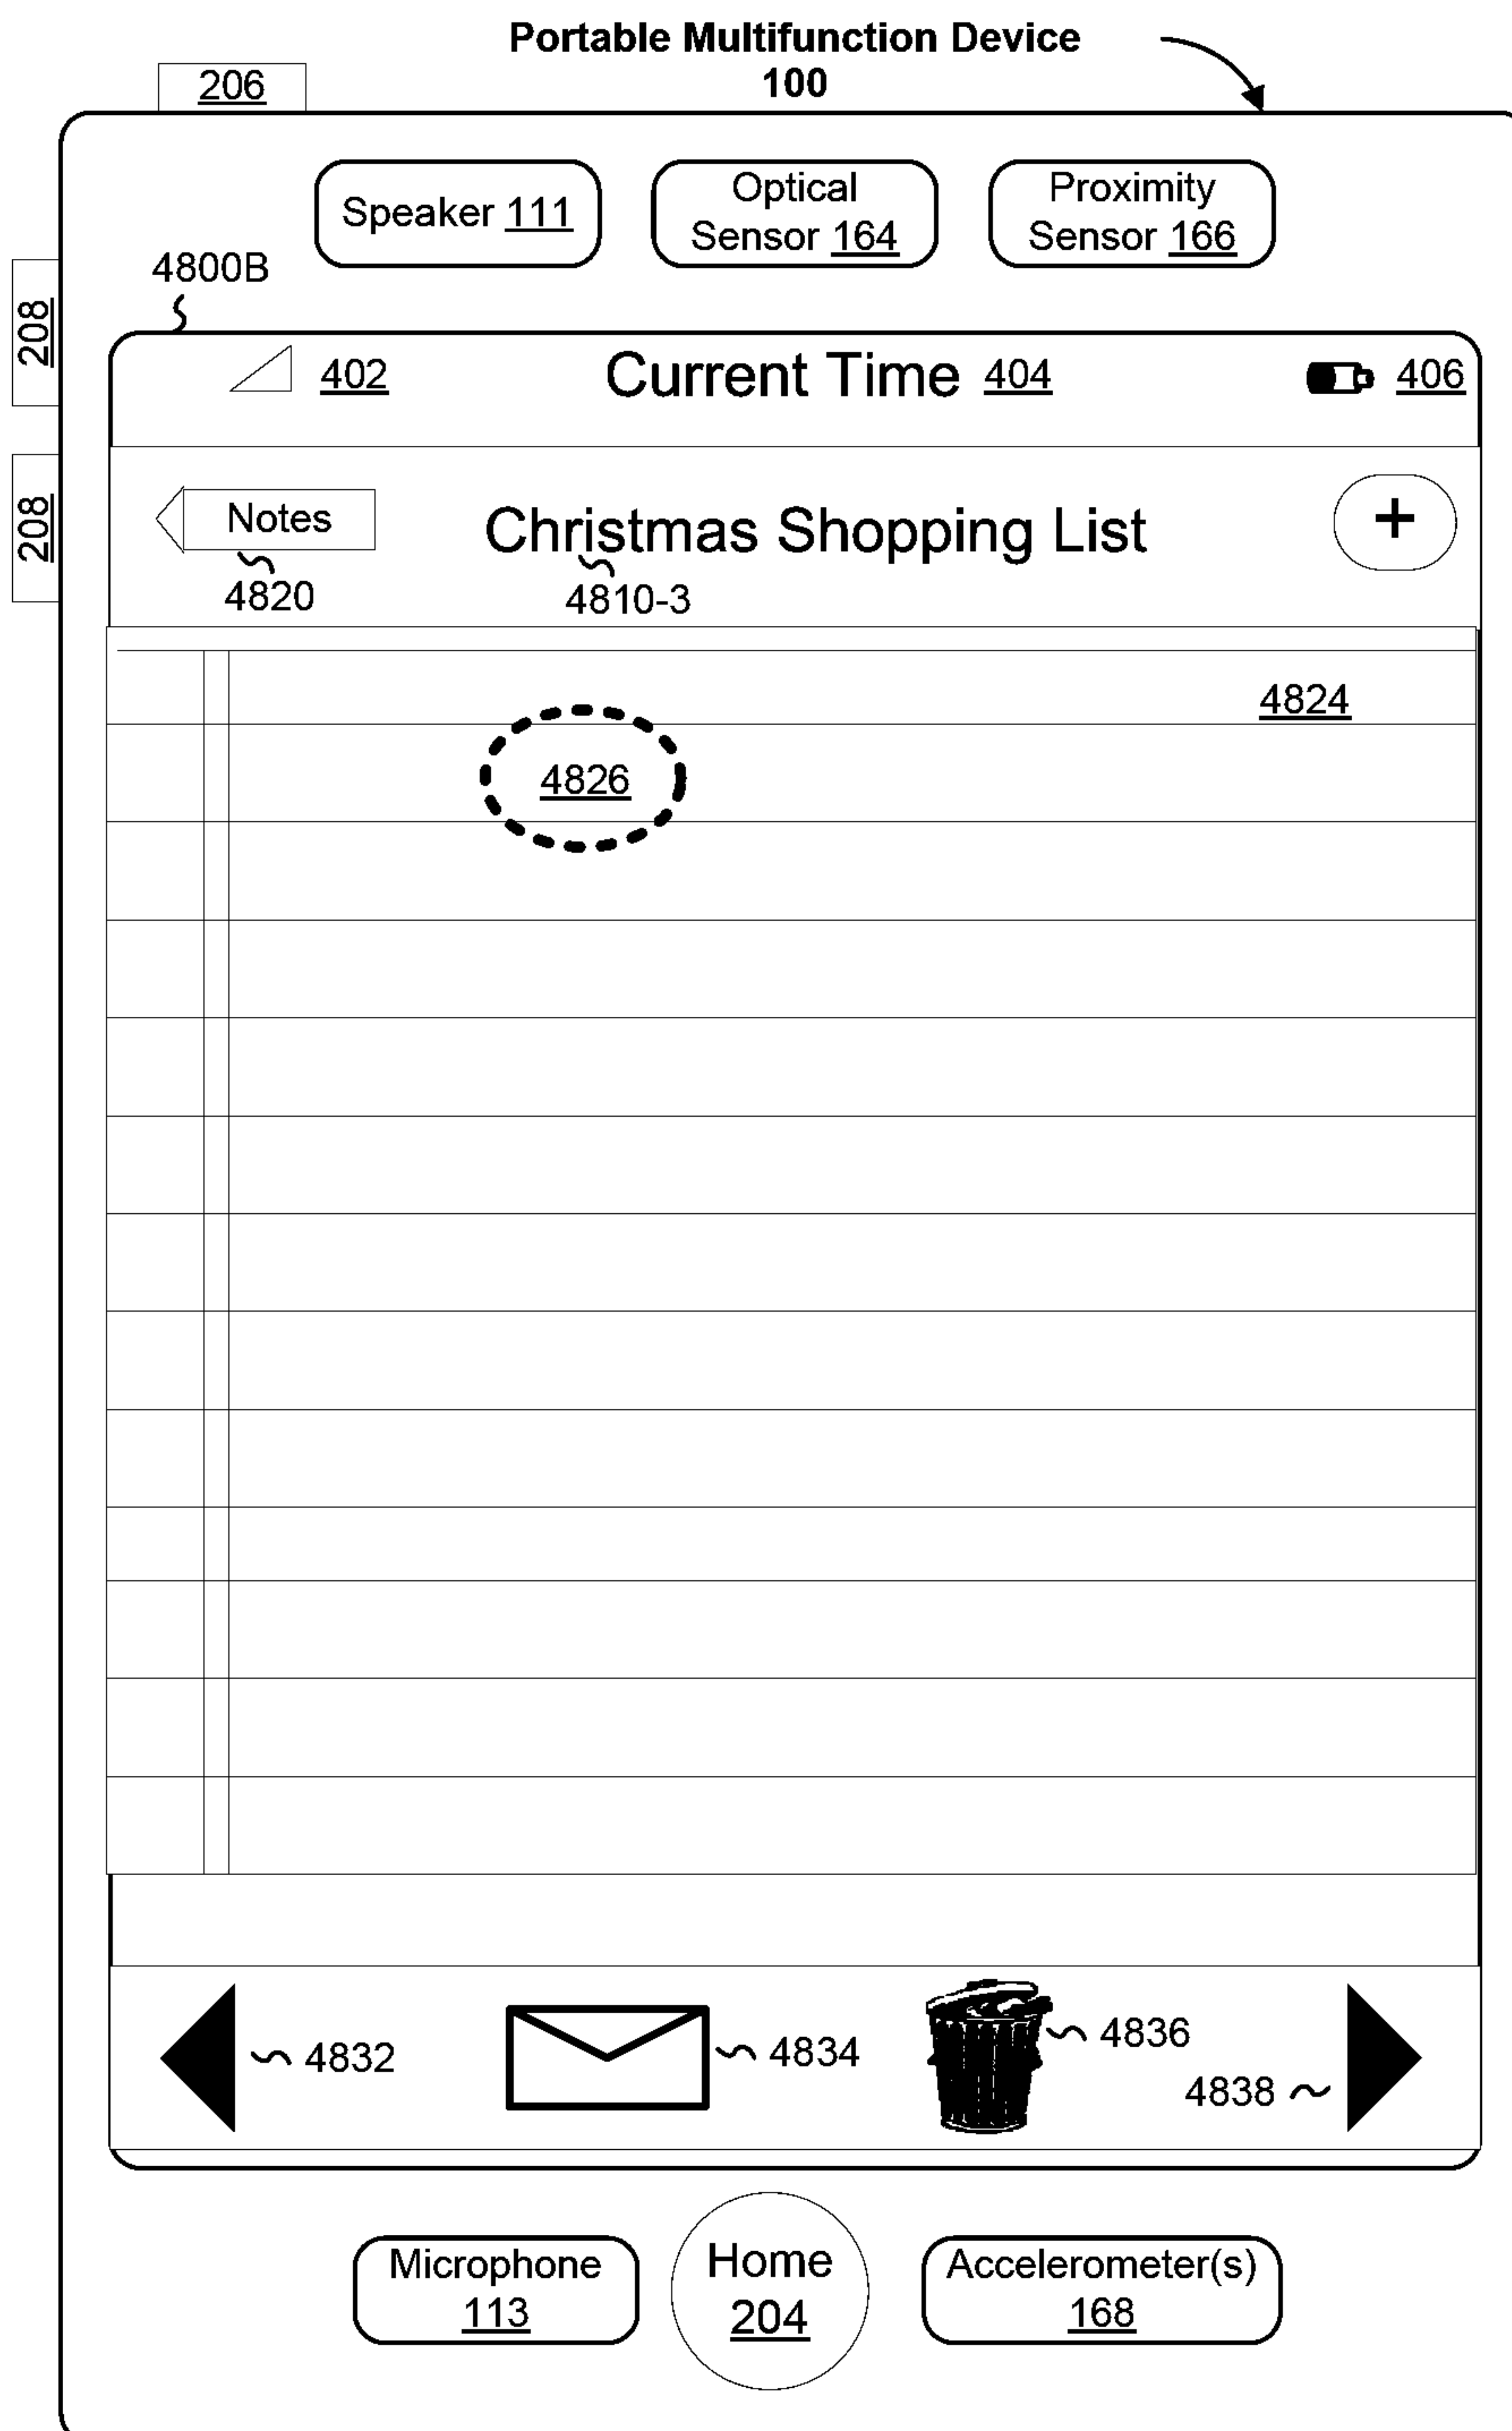 Portable Multifunction Device
100
206
Speaker 111
Optical
Sensor 164
Proximity
Sensor 166
4800B
208
402
Current Time 404
406
208
Notes
Christmas Shopping List
+
4820
4810-3
4824
4826
4832
4834
4836
4838
Microphone
113
Home
204
Accelerometer(s)
168